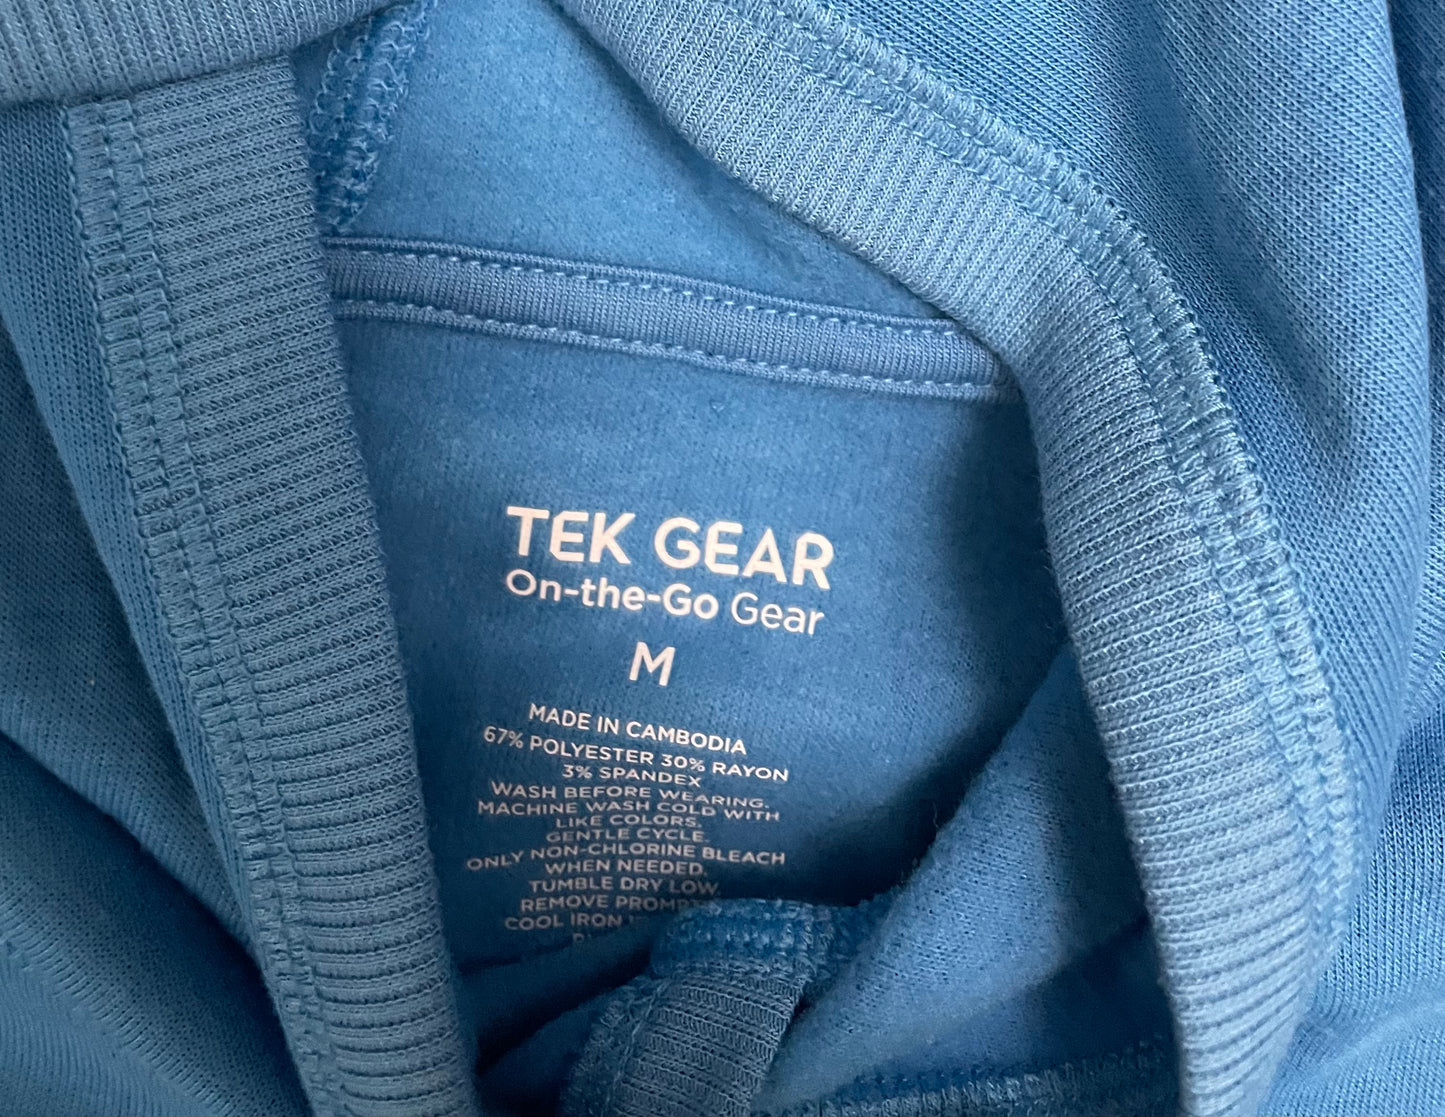 TEK GEAR
On-the-Go Gear
M
MADE IN CAMBODIA
67% POLYESTER 30% RAYON
3% SPANDEX
WASH BEFORE WEARING.
MACHINE WASH COLD WITH
LIKE COLORS.
GENTLE CYCLE.
ONLY NON-CHLORINE BLEACH
WHEN NEEDED.
TUMBLE DRY LOW.
REMOVE
COOL IRON